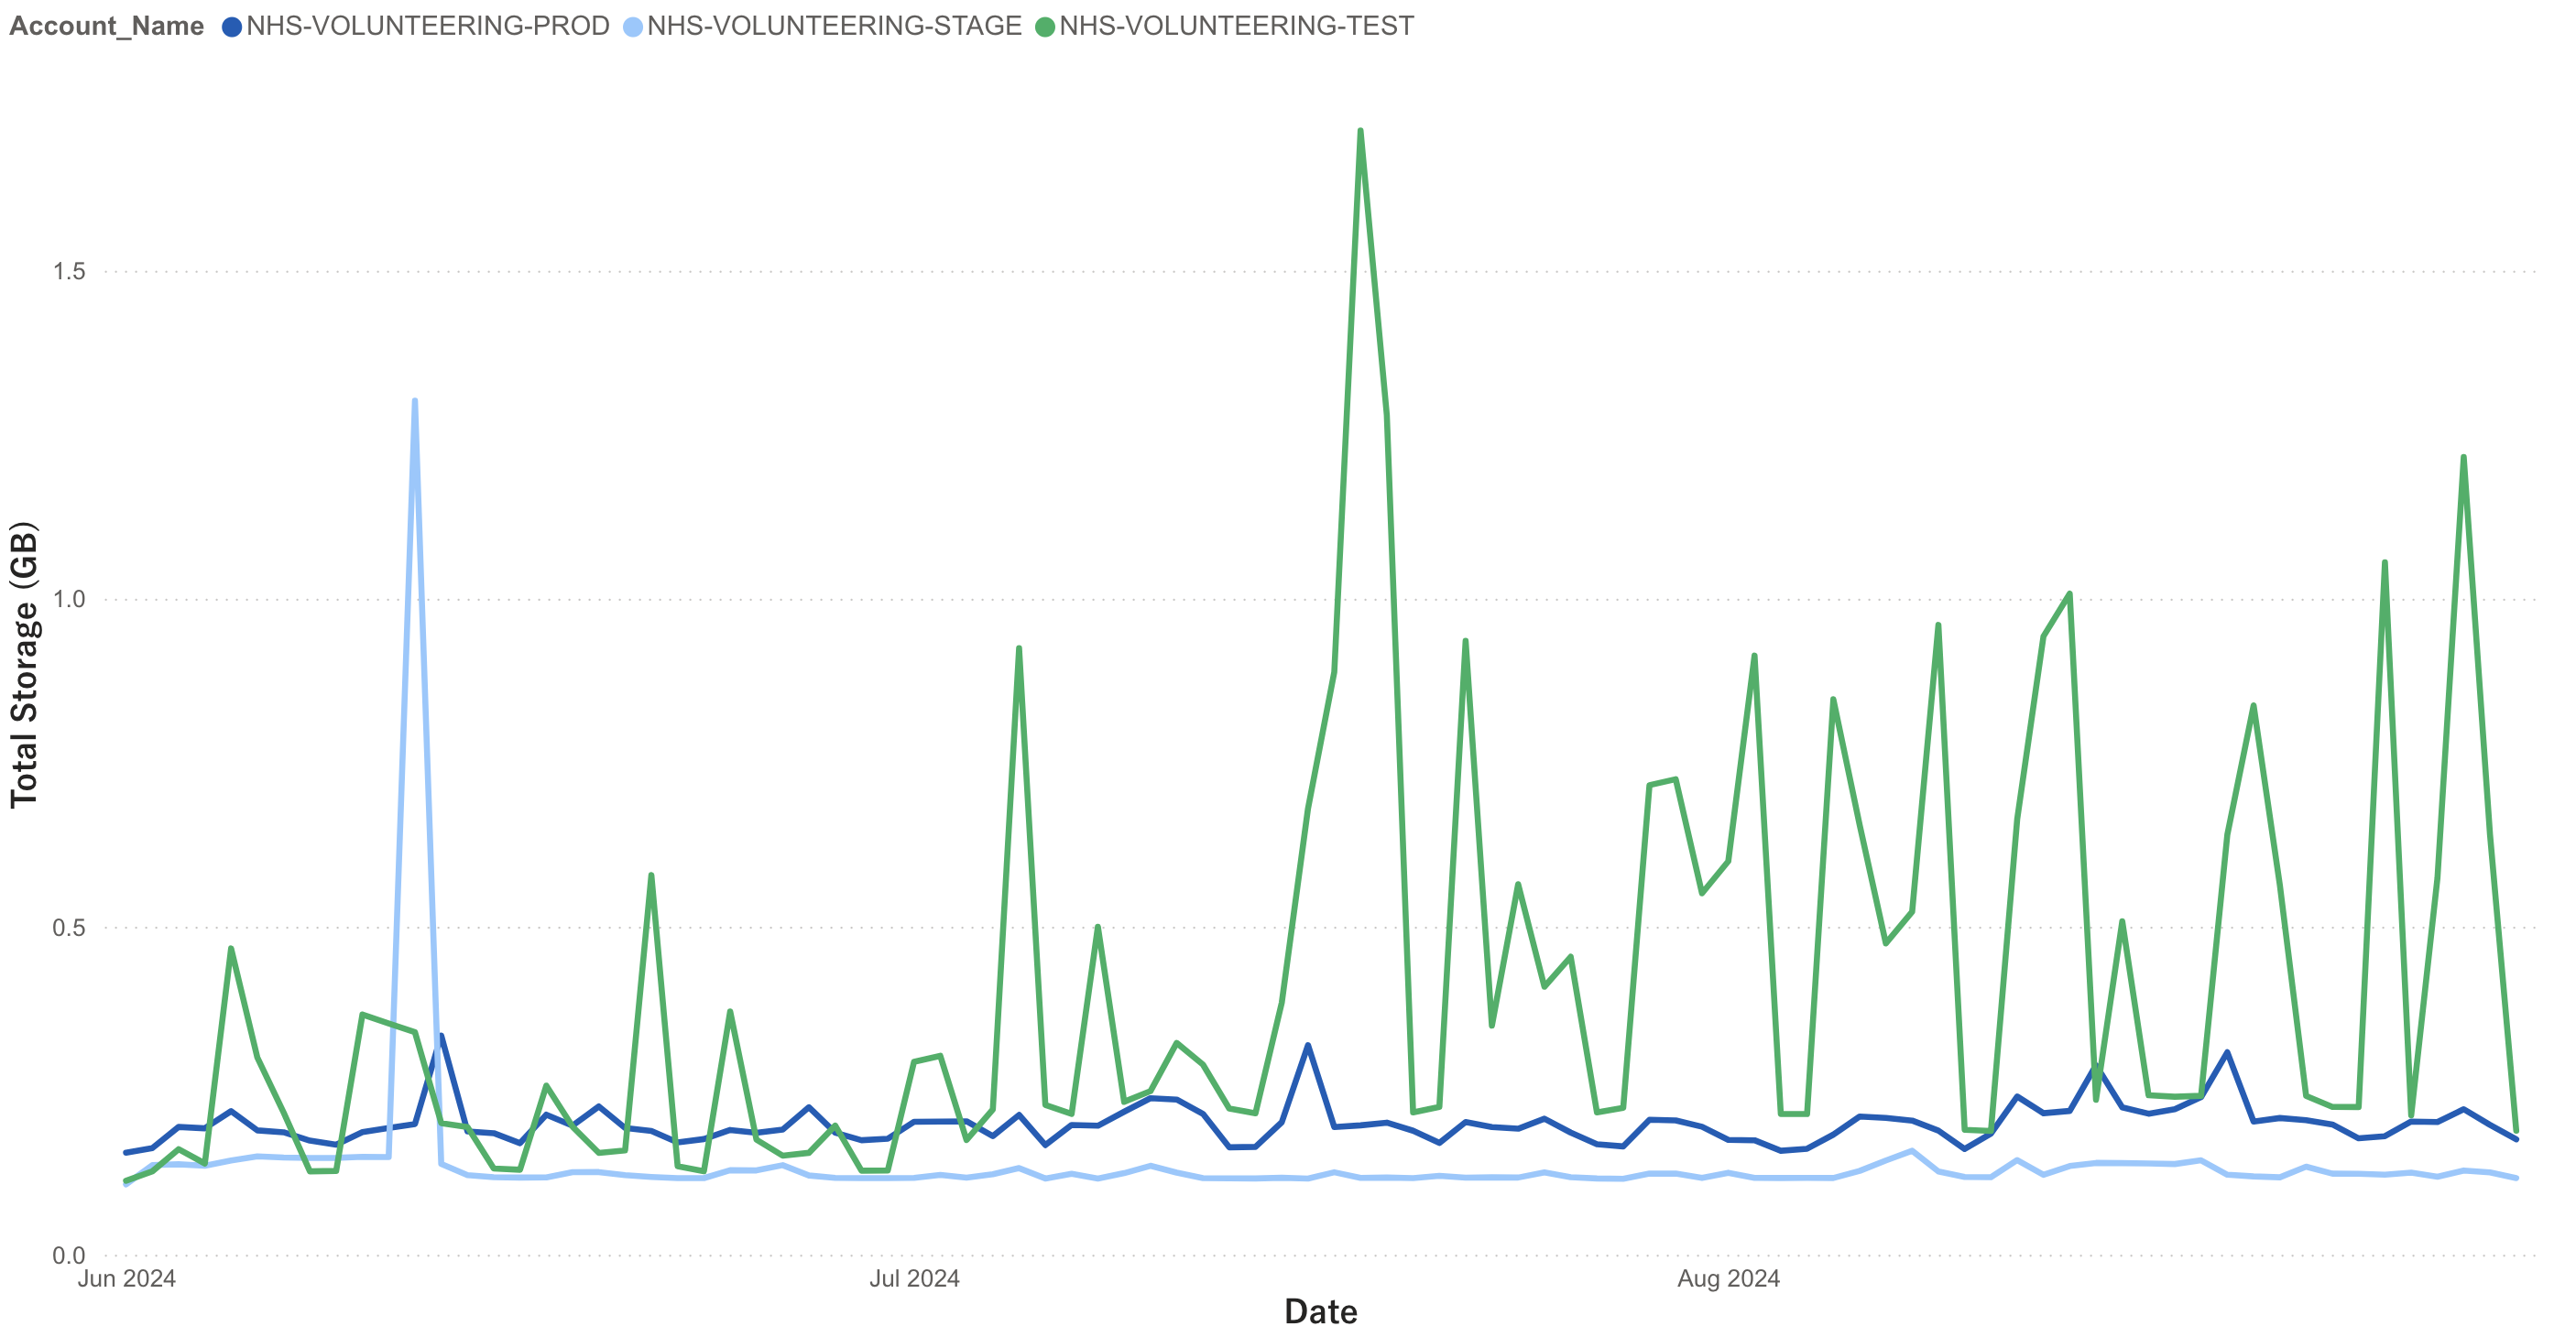 Account_Name NHS-VOLUNTEERING-PROD NHS-VOLUNTEERING-STAGE NHS-VOLUNTEERING-TEST
Total Storage (GB)
1.5
1.0
0.5
0.0
Jun 2024 Jul 2024 Aug 2024
Date